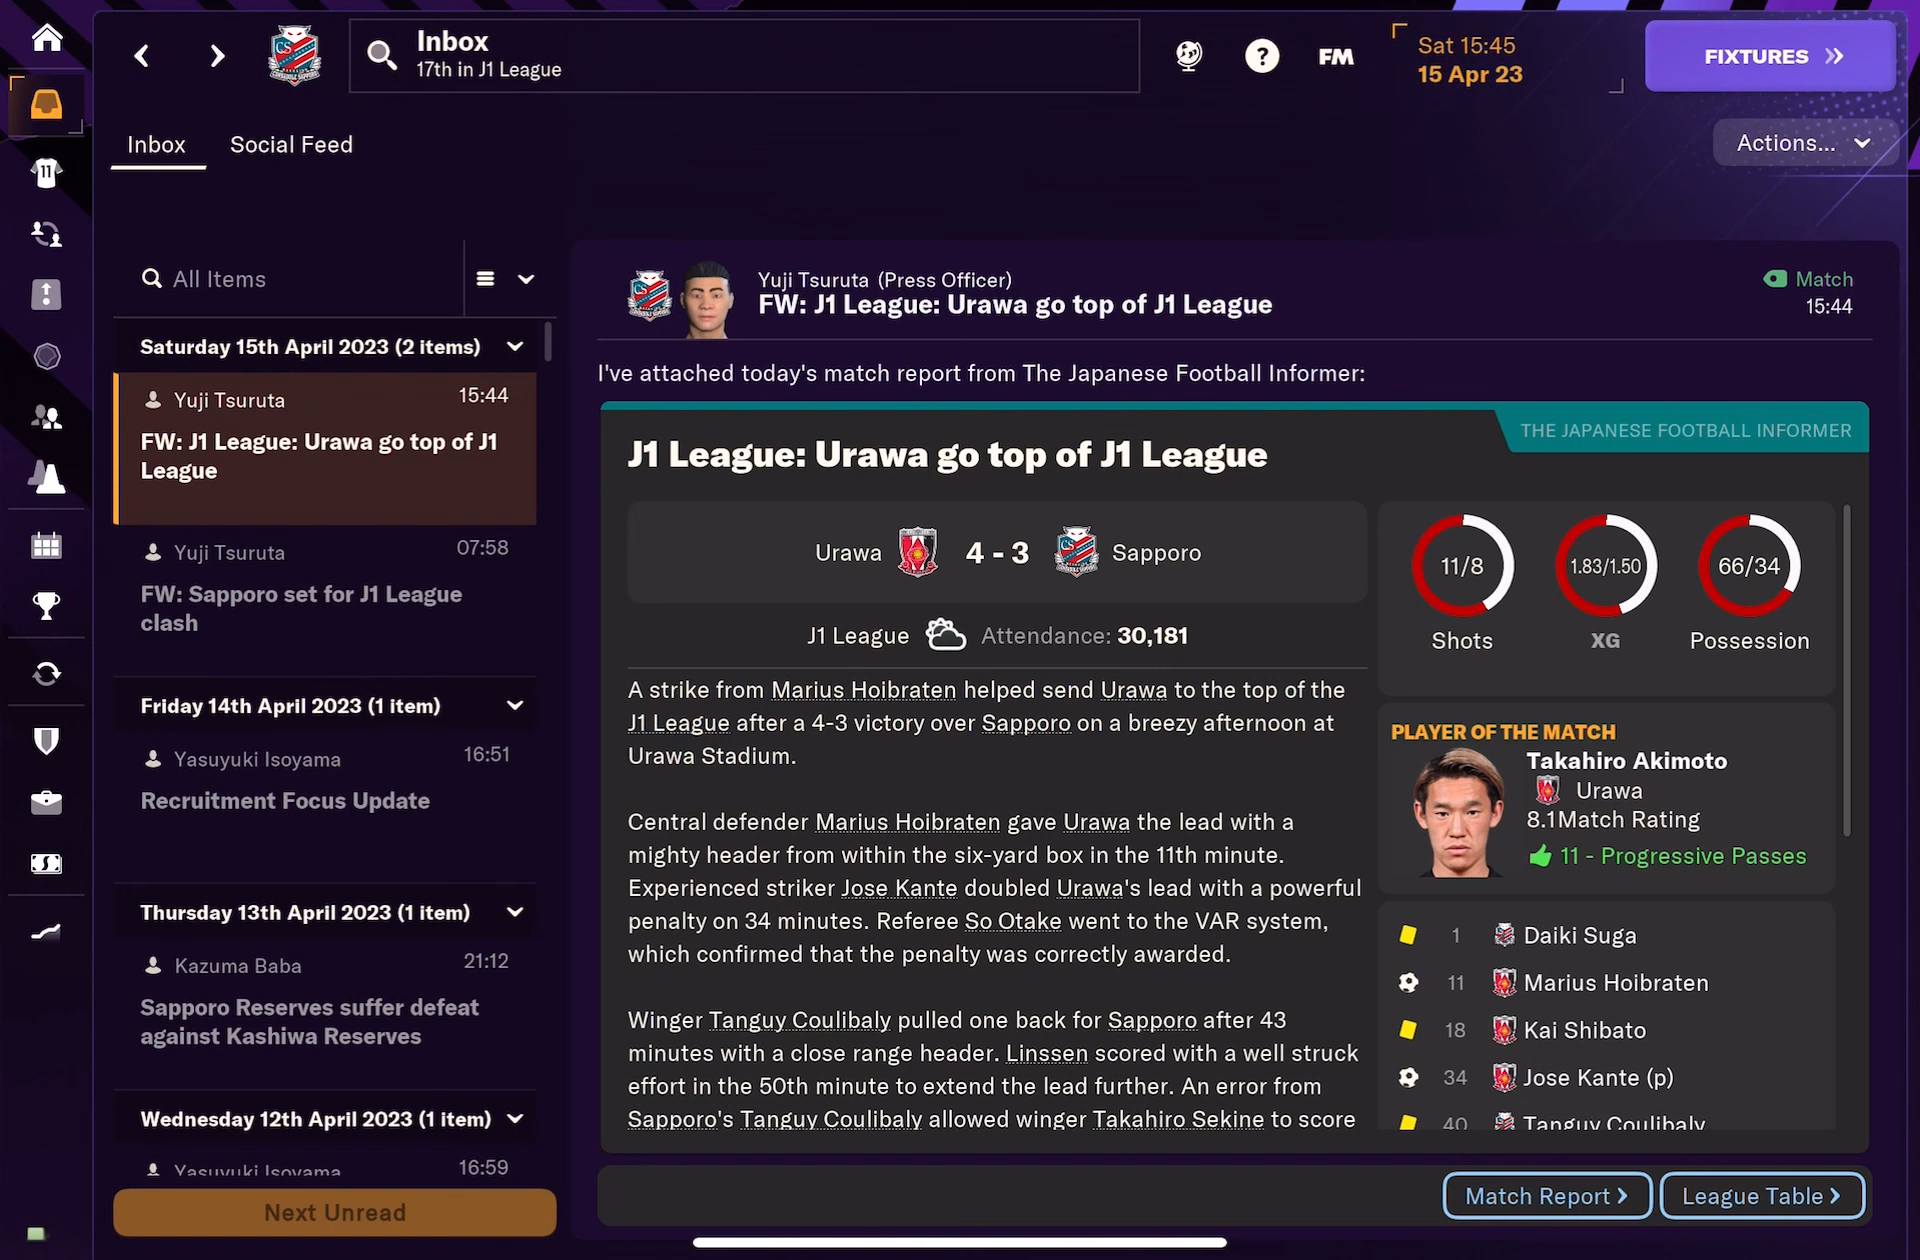 Inbox
17th in J1 League
?
FM
Sat 15:45
15 Apr 23
FIXTURES
Inbox
Social Feed
Actions...
11
All Items
Saturday 15th April 2023 (2 items)
Yuji Tsuruta 15:44
FW: J1 League: Urawa go top of J1
League
Yuji Tsuruta 07:58
FW: Sapporo set for J1 League
clash
Friday 14th April 2023 (1 item)
Yasuyuki Isoyama 16:51
Recruitment Focus Update
Thursday 13th April 2023 (1 item)
Kazuma Baba 21:12
Sapporo Reserves suffer defeat
against Kashiwa Reserves
Wednesday 12th April 2023 (1 item)
Yasuyuki Isoyama 16:59
Next Unread
Yuji Tsuruta (Press Officer)
FW: J1 League: Urawa go top of J1 League
Match
15:44
I've attached today's match report from The Japanese Football Informer:
THE JAPANESE FOOTBALL INFORMER
J1 League: Urawa go top of J1 League
Urawa 4 - 3 Sapporo
J1 League Attendance: 30,181
A strike from Marius Hoibraten helped send Urawa to the top of the
J1 League after a 4-3 victory over Sapporo on a breezy afternoon at
Urawa Stadium.
Central defender Marius Hoibraten gave Urawa the lead with a
mighty header from within the six-yard box in the 11th minute.
Experienced striker Jose Kante doubled Urawa's lead with a powerful
penalty on 34 minutes. Referee So Otake went to the VAR system,
which confirmed that the penalty was correctly awarded.
Winger Tanguy Coulibaly pulled one back for Sapporo after 43
minutes with a close range header. Linssen scored with a well struck
effort in the 50th minute to extend the lead further. An error from
Sapporo's Tanguy Coulibaly allowed winger Takahiro Sekine to score
11/8
1.83/1.50
66/34
Shots
XG
Possession
PLAYER OF THE MATCH
Takahiro Akimoto
Urawa
8.1Match Rating
11 - Progressive Passes
1 Daiki Suga
11 Marius Hoibraten
18 Kai Shibato
34 Jose Kante (p)
40 Tanguy Coulibaly
Match Report
League Table